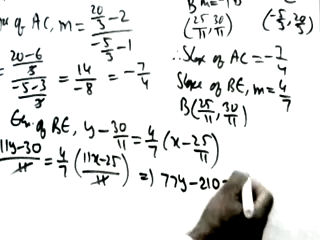 Slope of AC, m = (20/3 - 2)/(-5/3 - 1)
= ((20-6)/3)/((-5-3)/3) = 14/-8 = -7/4
(25/11, 30/11) (-5/3, 20/3)
∴ Slope of AC = -7/4
Slope of BE, m = 4/7
B(25/11, 30/11)
Eqn. of BE, y - 30/11 = 4/7 (x - 25/11)
(11y-30)/11 = 4/7 ((11x-25)/11) ⇒ 77y - 210 =